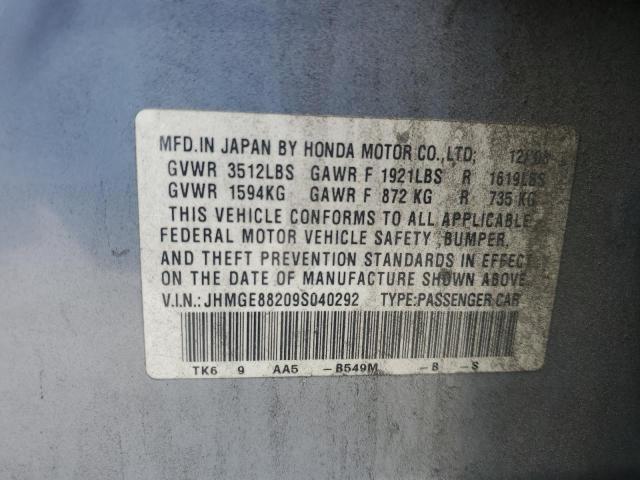 MFD.IN JAPAN BY HONDA MOTOR CO.,LTD; 12/08
GVWR 3512LBS GAWR F 1921LBS R 1619LBS
GVWR 1594KG GAWR F 872 KG R 735 KG
THIS VEHICLE CONFORMS TO ALL APPLICABLE
FEDERAL MOTOR VEHICLE SAFETY ,BUMPER,
AND THEFT PREVENTION STANDARDS IN EFFECT
ON THE DATE OF MANUFACTURE SHOWN ABOVE.
V.I.N.: JHMGE88209S040292 TYPE:PASSENGER CAR
TK6 9 AA5 -B549M -B -S